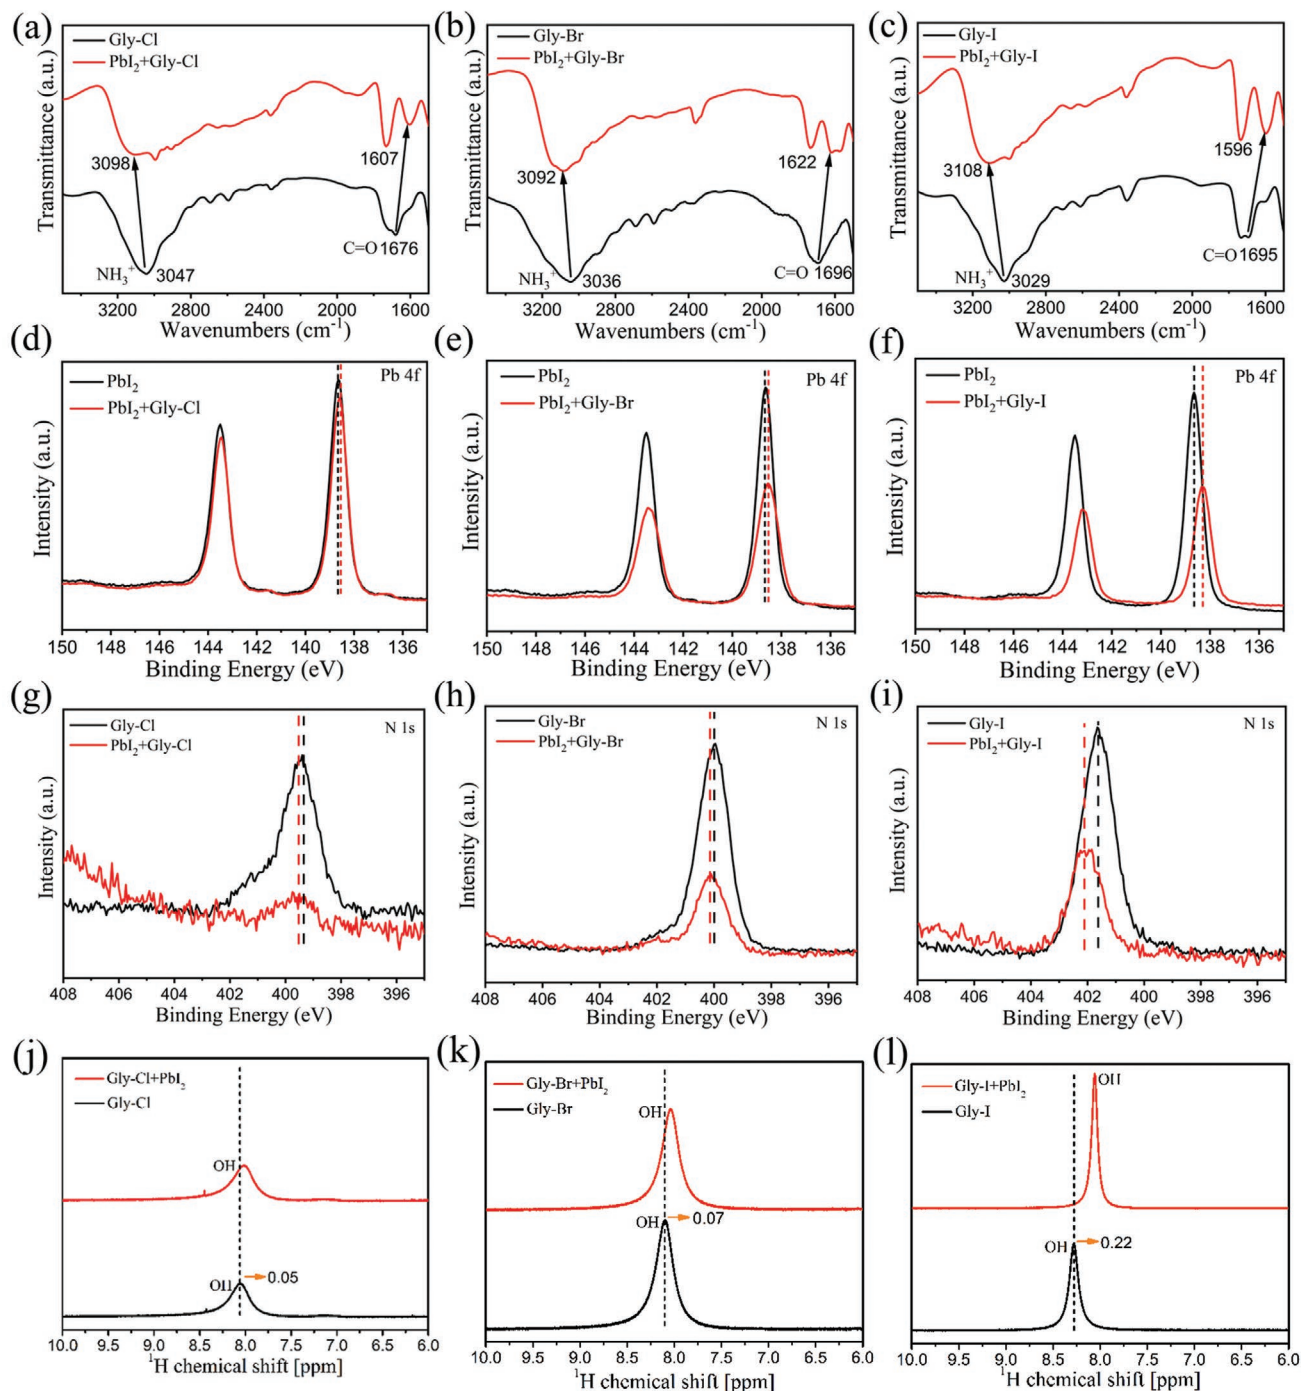 (a)
Gly-Cl
PbI₂+Gly-Cl
Transmittance (a.u.)
3098
1607
C=O 1676
NH₃⁺
3047
3200 2800 2400 2000 1600
Wavenumbers (cm⁻¹)
(b)
Gly-Br
PbI₂+Gly-Br
Transmittance (a.u.)
3092
1622
C=O 1696
NH₃⁺
3036
3200 2800 2400 2000 1600
Wavenumbers (cm⁻¹)
(c)
Gly-I
PbI₂+Gly-I
Transmittance (a.u.)
3108
1596
C=O 1695
NH₃⁺
3029
3200 2800 2400 2000 1600
Wavenumbers (cm⁻¹)
(d)
PbI₂
PbI₂+Gly-Cl
Pb 4f
Intensity (a.u.)
150 148 146 144 142 140 138 136
Binding Energy (eV)
(e)
PbI₂
PbI₂+Gly-Br
Pb 4f
Intensity (a.u.)
150 148 146 144 142 140 138 136
Binding Energy (eV)
(f)
PbI₂
PbI₂+Gly-I
Pb 4f
Intensity (a.u.)
150 148 146 144 142 140 138 136
Binding Energy (eV)
(g)
Gly-Cl
PbI₂+Gly-Cl
N 1s
Intensity (a.u.)
408 406 404 402 400 398 396
Binding Energy (eV)
(h)
Gly-Br
PbI₂+Gly-Br
N 1s
Intensity (a.u.)
408 406 404 402 400 398 396
Binding Energy (eV)
(i)
Gly-I
PbI₂+Gly-I
N 1s
Intensity (a.u.)
408 406 404 402 400 398 396
Binding Energy (eV)
(j)
Gly-Cl+PbI₂
Gly-Cl
OH
OH
0.05
10.0 9.5 9.0 8.5 8.0 7.5 7.0 6.5 6.0
¹H chemical shift [ppm]
(k)
Gly-Br+PbI₂
Gly-Br
OH
OH
0.07
10.0 9.5 9.0 8.5 8.0 7.5 7.0 6.5 6.0
¹H chemical shift [ppm]
(l)
Gly-I+PbI₂
Gly-I
OH
OH
0.22
10.0 9.5 9.0 8.5 8.0 7.5 7.0 6.5 6.0
¹H chemical shift [ppm]